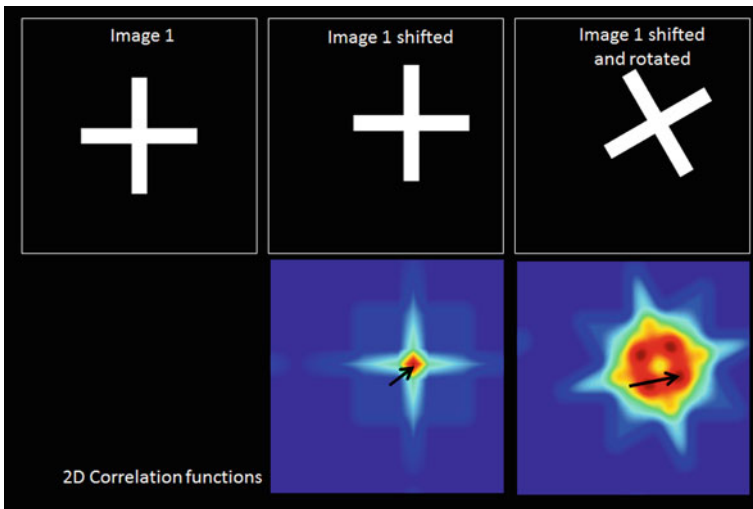 Image 1
Image 1 shifted
Image 1 shifted
and rotated
2D Correlation functions